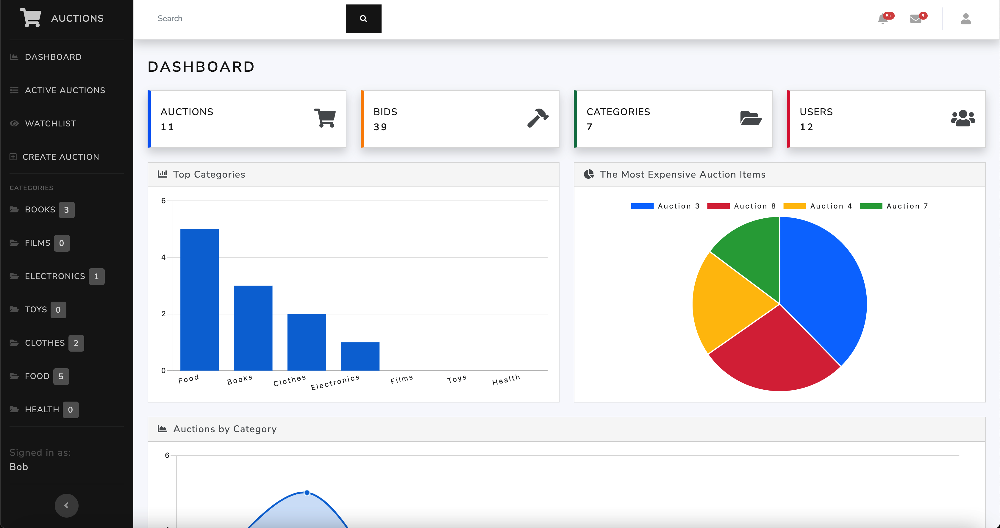 AUCTIONS
DASHBOARD
ACTIVE AUCTIONS
WATCHLIST
CREATE AUCTION
CATEGORIES
BOOKS 3
FILMS 0
ELECTRONICS 1
TOYS 0
CLOTHES 2
FOOD 5
HEALTH 0
Signed in as:
Bob
Search
5+
9
DASHBOARD
AUCTIONS
11
BIDS
39
CATEGORIES
7
USERS
12
Top Categories
6
4
2
0
Food Books Clothes Electronics Films Toys Health
The Most Expensive Auction Items
Auction 3 Auction 8 Auction 4 Auction 7
Auctions by Category
6